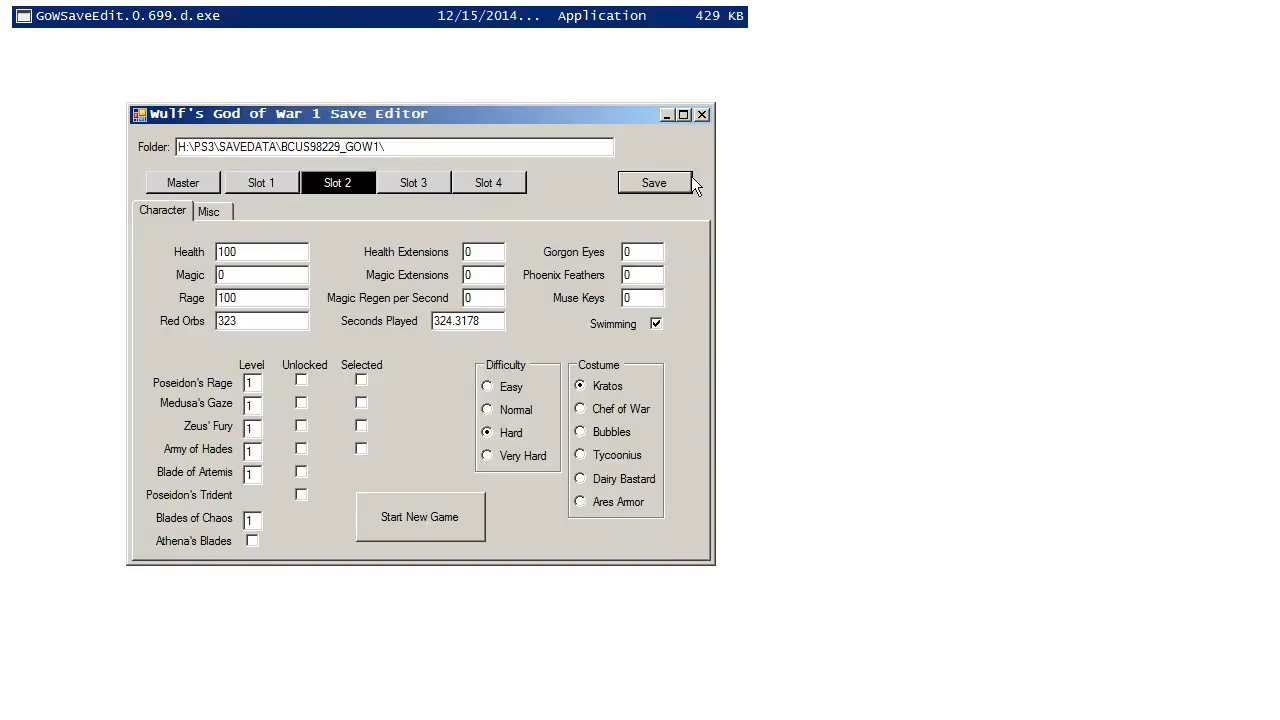 GoWSaveEdit.0.699.d.exe 12/15/2014... Application 429 KB
Wulf's God of War 1 Save Editor
Folder: H:\PS3\SAVEDATA\BCUS98229_GOW1\
Master Slot 1 Slot 2 Slot 3 Slot 4 Save
Character Misc
Health 100 Health Extensions 0 Gorgon Eyes 0
Magic 0 Magic Extensions 0 Phoenix Feathers 0
Rage 100 Magic Regen per Second 0 Muse Keys 0
Red Orbs 323 Seconds Played 324.3178 Swimming
Level Unlocked Selected Difficulty Costume
Poseidon's Rage 1 Easy Kratos
Medusa's Gaze 1 Normal Chef of War
Zeus' Fury 1 Hard Bubbles
Army of Hades 1 Very Hard Tycoonius
Blade of Artemis 1 Dairy Bastard
Poseidon's Trident Ares Armor
Blades of Chaos 1 Start New Game
Athena's Blades